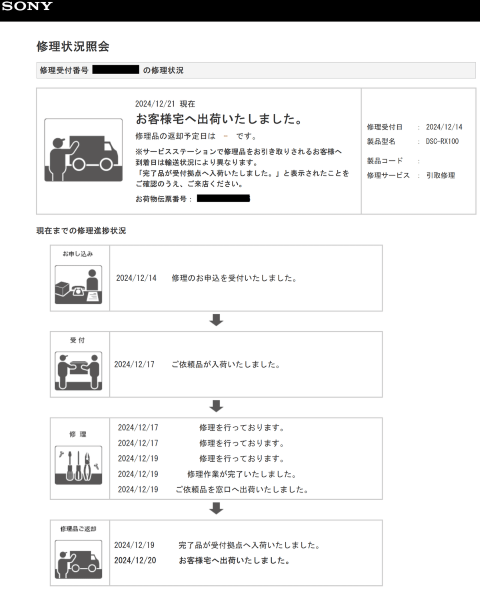 SONY
修理状況照会
修理受付番号 の修理状況
2024/12/21 現在
お客様宅へ出荷いたしました。
修理品の返却予定日は － です。
※サービスステーションで修理品をお引き取りされるお客様へ
到着日は輸送状況により異なります。
「完了品が受付拠点へ入荷いたしました。」と表示されたことを
ご確認のうえ、ご来店ください。
お荷物伝票番号：
修理受付日 ： 2024/12/14
製品型名 ： DSC-RX100
製品コード ：
修理サービス ： 引取修理
現在までの修理進捗状況
お申し込み
2024/12/14 修理のお申込を受付いたしました。
受付
2024/12/17 ご依頼品が入荷いたしました。
修理
2024/12/17 修理を行っております。
2024/12/17 修理を行っております。
2024/12/19 修理を行っております。
2024/12/19 修理作業が完了いたしました。
2024/12/19 ご依頼品を窓口へ出荷いたしました。
修理品ご返却
2024/12/19 完了品が受付拠点へ入荷いたしました。
2024/12/20 お客様宅へ出荷いたしました。